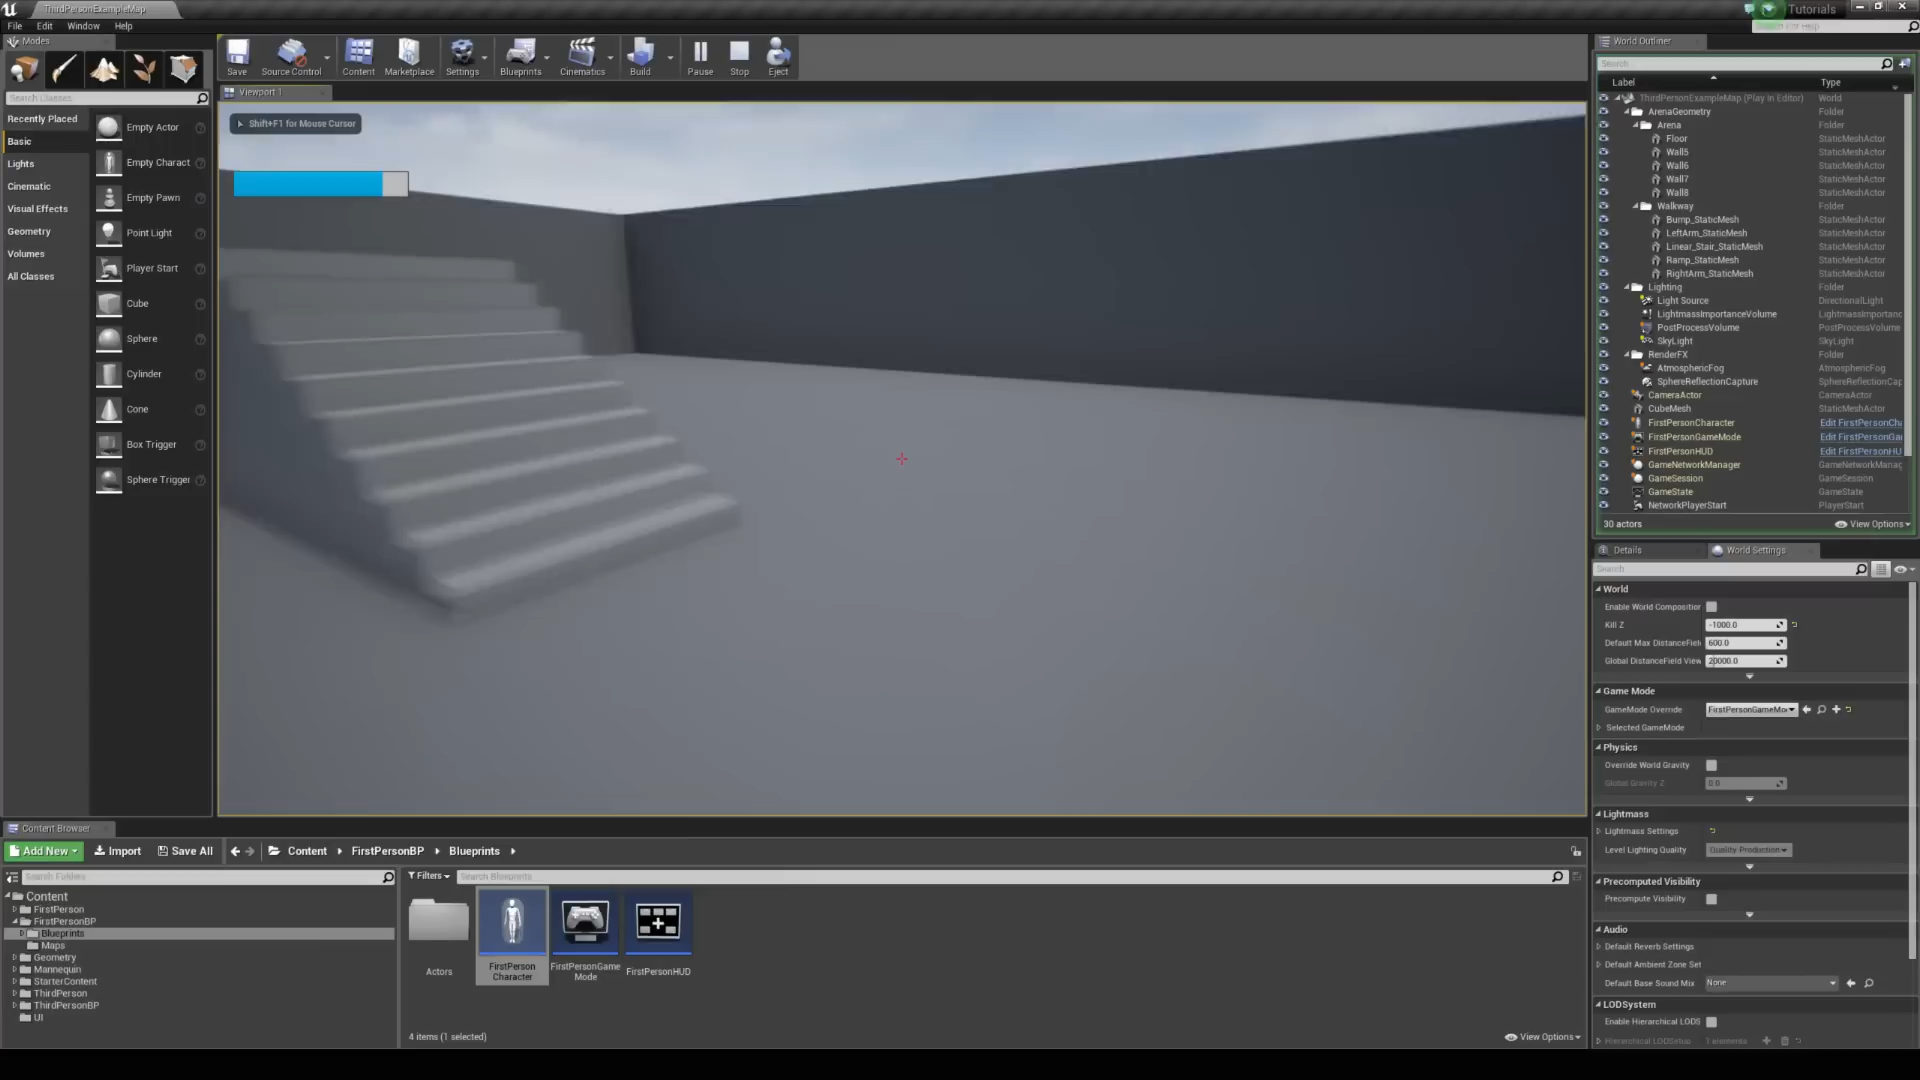 ThirdPersonExampleMap
Tutorials
File Edit Window Help
Modes
Search Classes
Recently Placed
Basic
Lights
Cinematic
Visual Effects
Geometry
Volumes
All Classes
Empty Actor
Empty Charact
Empty Pawn
Point Light
Player Start
Cube
Sphere
Cylinder
Cone
Box Trigger
Sphere Trigger
Save Source Control Content Marketplace Settings Blueprints Cinematics Build Pause Stop Eject
Viewport 1
Shift+F1 for Mouse Cursor
World Outliner
Search
Label Type
ThirdPersonExampleMap (Play In Editor) World
ArenaGeometry Folder
Arena Folder
Floor StaticMeshActor
Wall5 StaticMeshActor
Wall6 StaticMeshActor
Wall7 StaticMeshActor
Wall8 StaticMeshActor
Walkway Folder
Bump_StaticMesh StaticMeshActor
LeftArm_StaticMesh StaticMeshActor
Linear_Stair_StaticMesh StaticMeshActor
Ramp_StaticMesh StaticMeshActor
RightArm_StaticMesh StaticMeshActor
Lighting Folder
Light Source DirectionalLight
LightmassImportanceVolume LightmassImportanc
PostProcessVolume PostProcessVolume
SkyLight SkyLight
RenderFX Folder
AtmosphericFog AtmosphericFog
SphereReflectionCapture SphereReflectionCap
CameraActor CameraActor
CubeMesh StaticMeshActor
FirstPersonCharacter Edit FirstPersonCha
FirstPersonGameMode Edit FirstPersonGar
FirstPersonHUD Edit FirstPersonHU
GameNetworkManager GameNetworkManag
GameSession GameSession
GameState GameState
NetworkPlayerStart PlayerStart
30 actors View Options
Details World Settings
Search
World
Enable World Composition
Kill Z -1000.0
Default Max DistanceField 600.0
Global DistanceField View 20000.0
Game Mode
GameMode Override FirstPersonGameMo
Selected GameMode
Physics
Override World Gravity
Global Gravity Z 0.0
Lightmass
Lightmass Settings
Level Lighting Quality Quality Production
Precomputed Visibility
Precompute Visibility
Audio
Default Reverb Settings
Default Ambient Zone Set
Default Base Sound Mix None
LODSystem
Enable Hierarchical LODS
Hierarchical LODSetup 1 elements
Content Browser
Add New Import Save All Content FirstPersonBP Blueprints
Search Folders
Filters Search Blueprints
Content
FirstPerson
FirstPersonBP
Blueprints
Maps
Geometry
Mannequin
StarterContent
ThirdPerson
ThirdPersonBP
UI
Actors
FirstPerson
Character
FirstPersonGame
Mode
FirstPersonHUD
4 items (1 selected) View Options